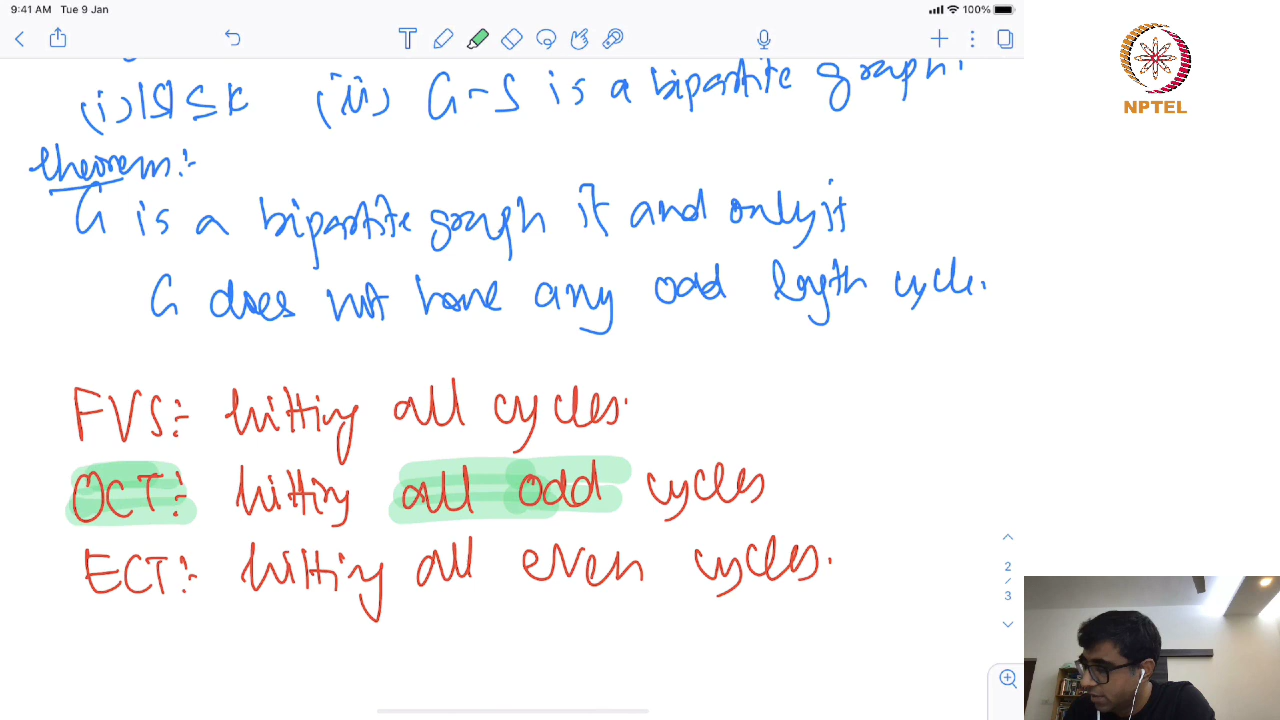 9:41 AM Tue 9 Jan
100%
(i) |S| ≤ k (ii) G-S is a bipartite graph.
theorem:-
G is a bipartite graph if and only if
G does not have any odd length cycle.
FVS:- hitting all cycles.
OCT:- hitting all odd cycles
ECT:- hitting all even cycles.
2
/
3
NPTEL